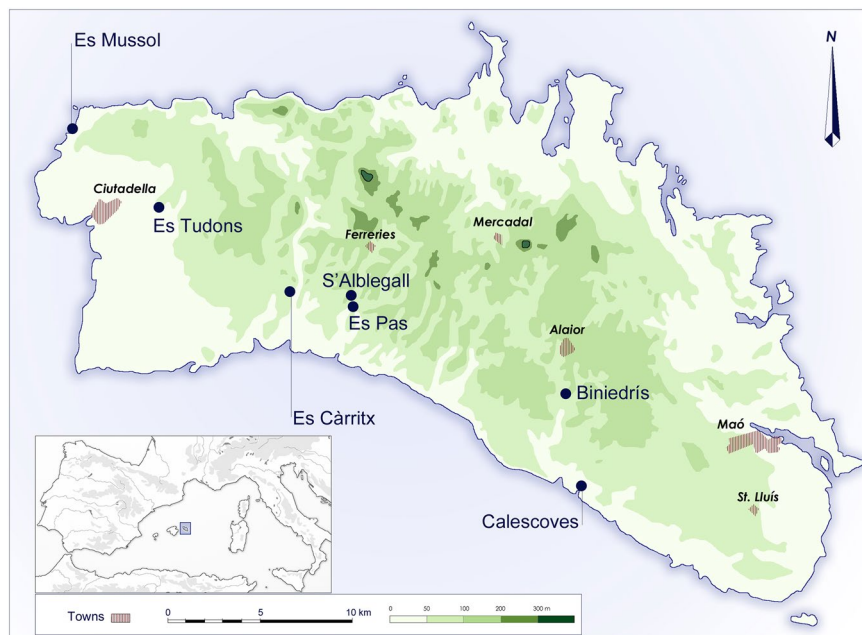 Es Mussol
N
Ciutadella
Es Tudons
Ferreries
Mercadal
S'Alblegall
Es Pas
Alaior
Es Càrritx
Biniedrís
Maó
Calescoves
St. Lluís
Towns
0 5 10 km
0 50 100 200 300 m